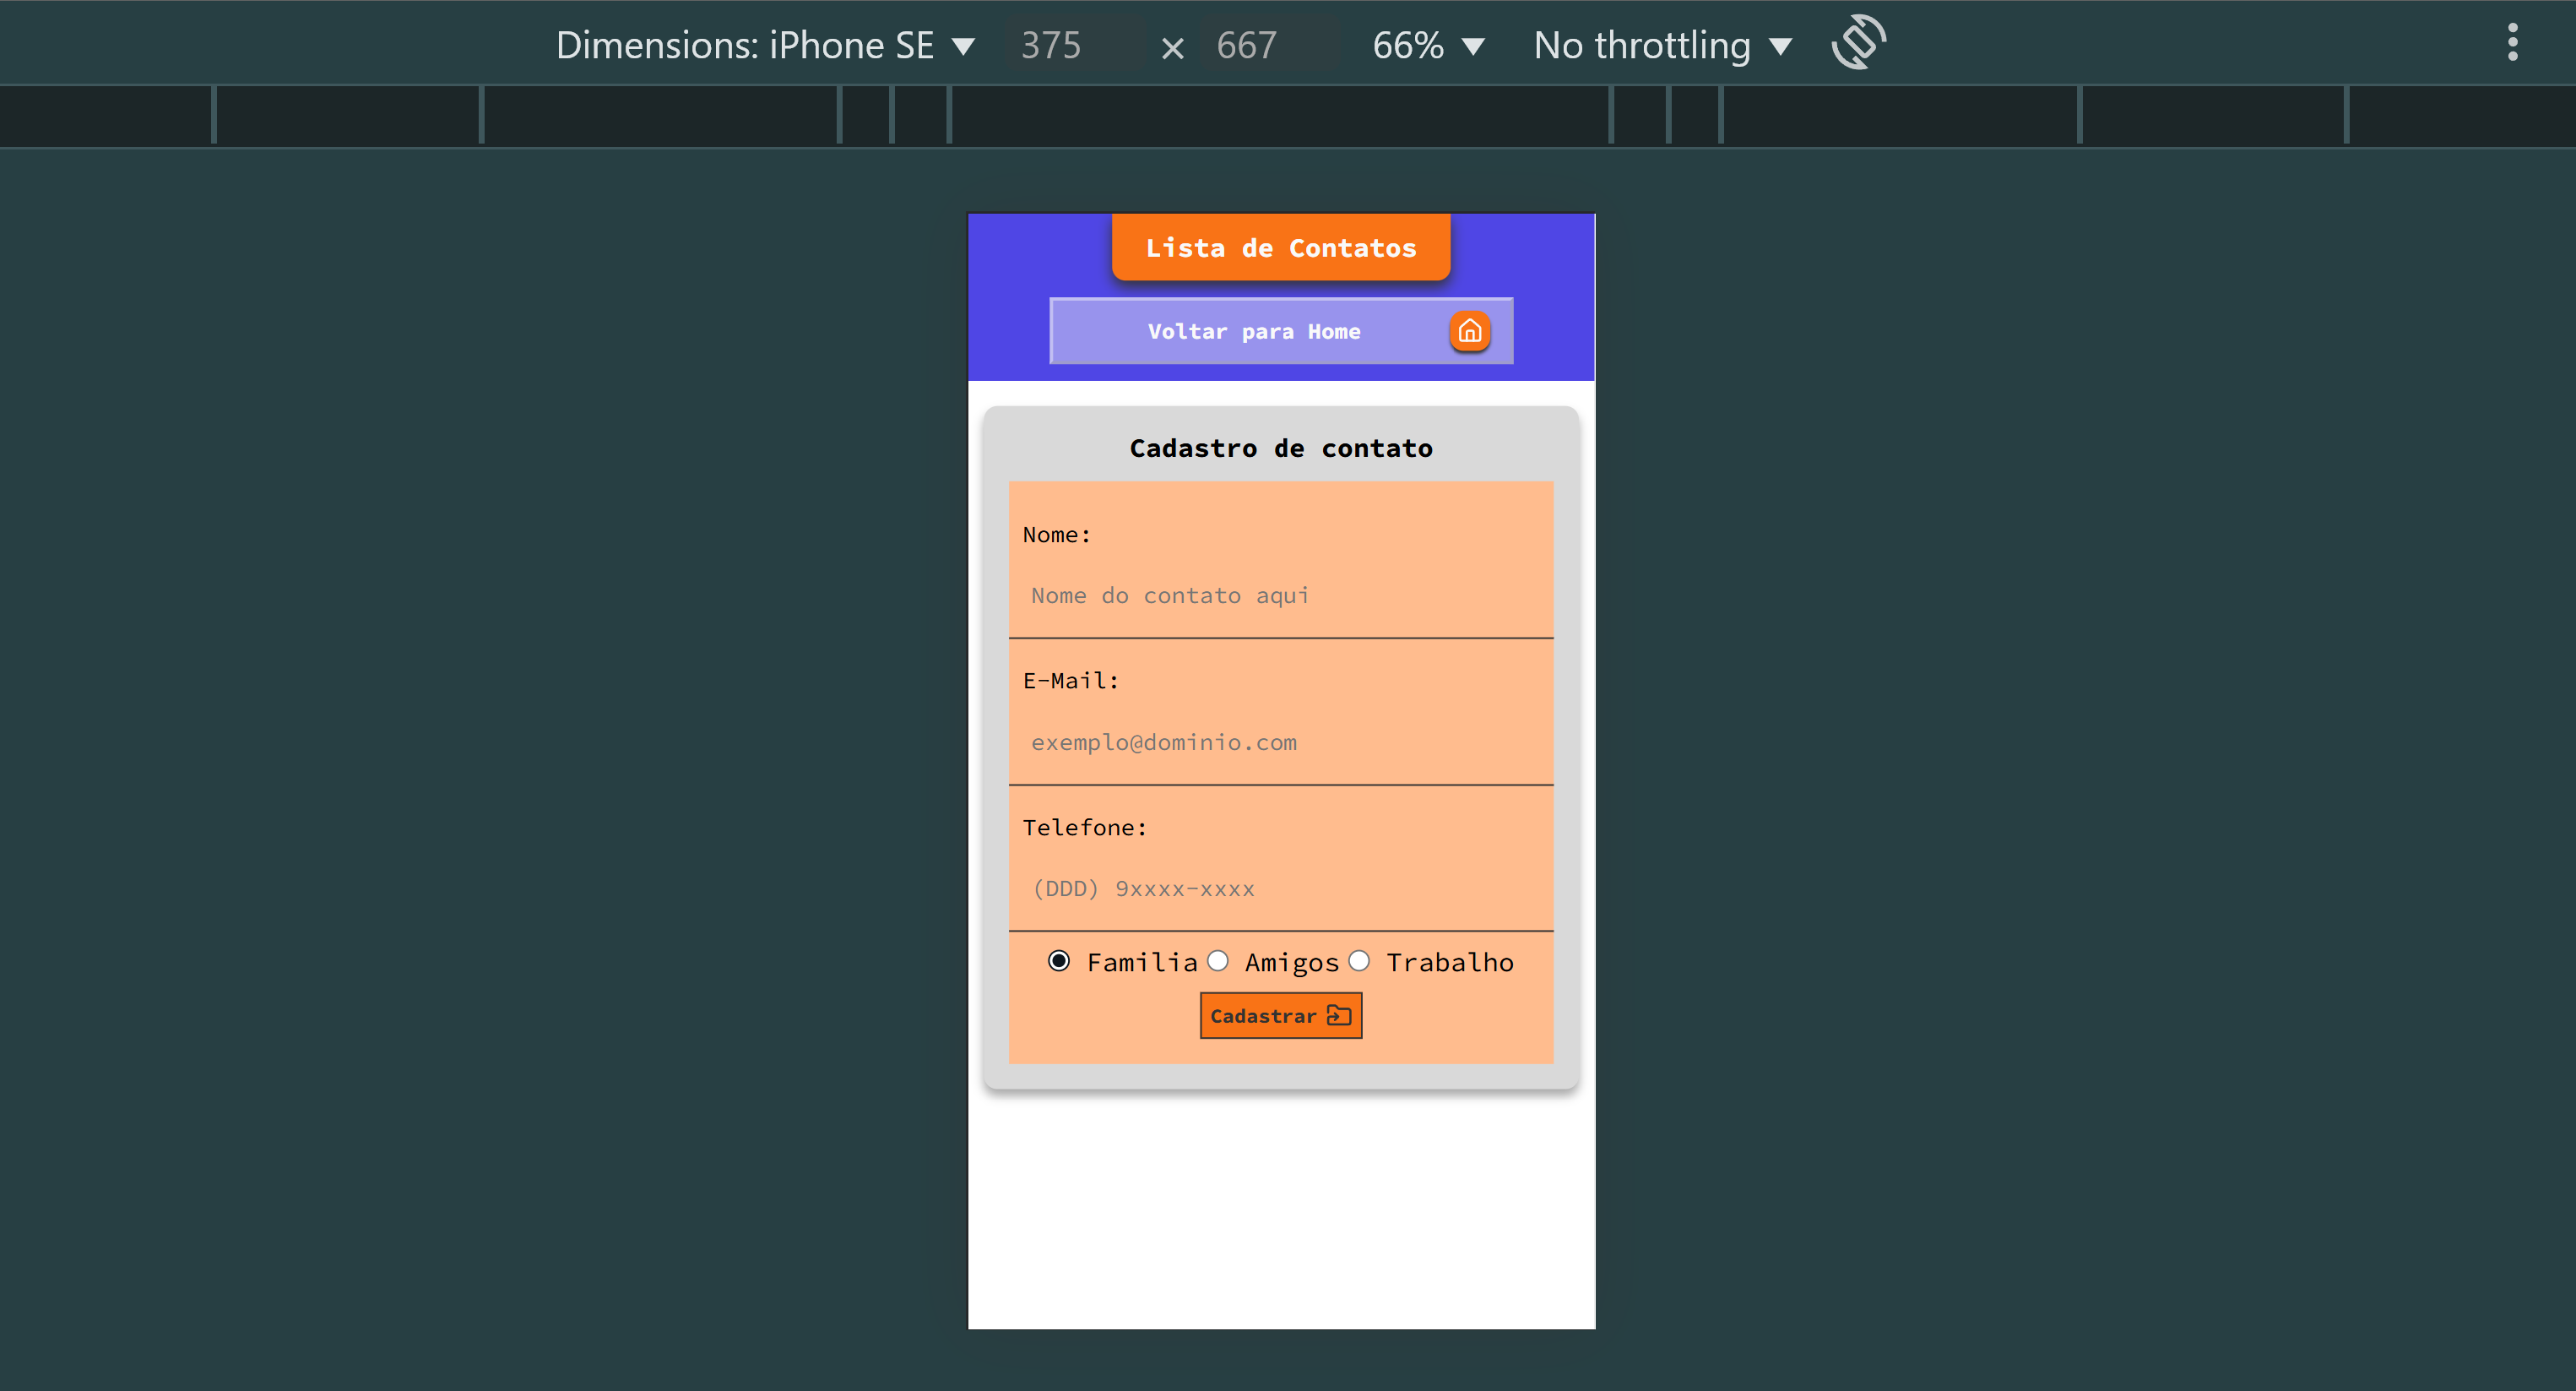 Dimensions: iPhone SE 375 × 667 66% No throttling
Lista de Contatos
Voltar para Home
Cadastro de contato
Nome:
Nome do contato aqui
E-Mail:
exemplo@dominio.com
Telefone:
(DDD) 9xxxx-xxxx
Familia Amigos Trabalho
Cadastrar